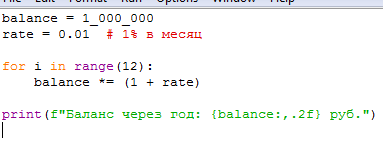 balance = 1_000_000
rate = 0.01  # 1% в месяц
for i in range(12):
    balance *= (1 + rate)
print(f"Баланс через год: {balance:,.2f} руб.")